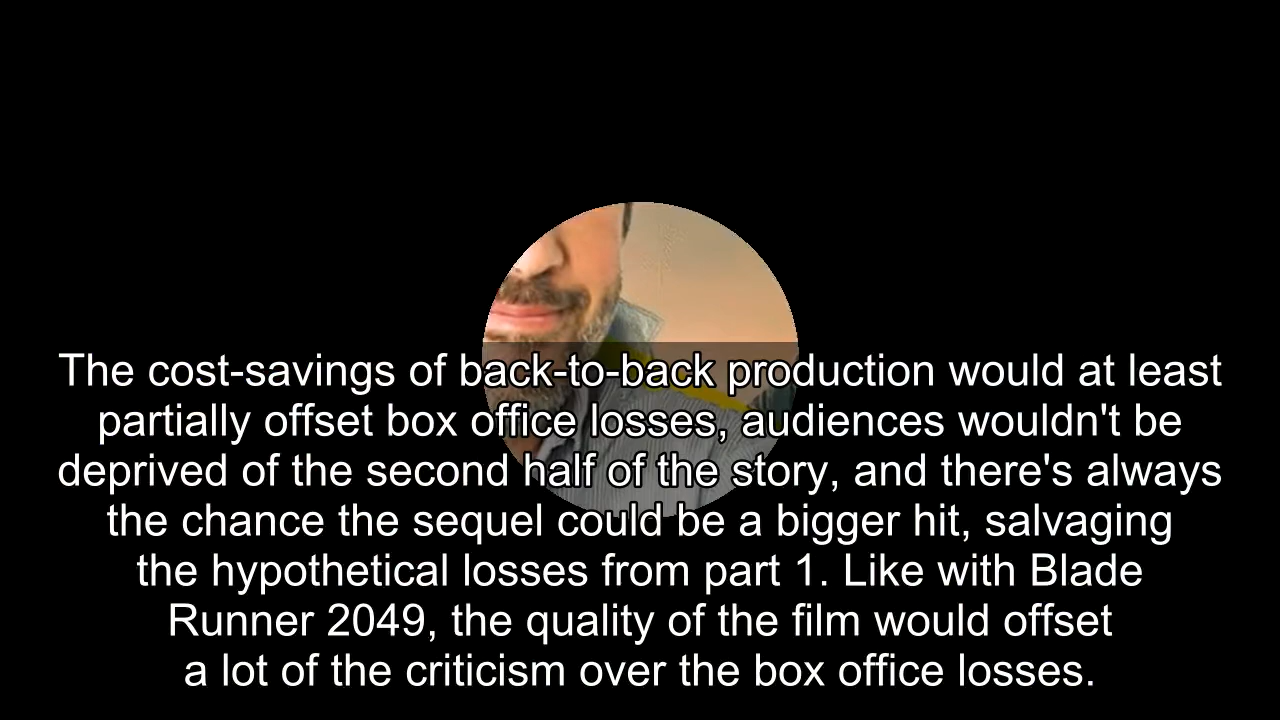 The cost-savings of back-to-back production would at least
partially offset box office losses, audiences wouldn't be
deprived of the second half of the story, and there's always
the chance the sequel could be a bigger hit, salvaging
the hypothetical losses from part 1. Like with Blade
Runner 2049, the quality of the film would offset
a lot of the criticism over the box office losses.